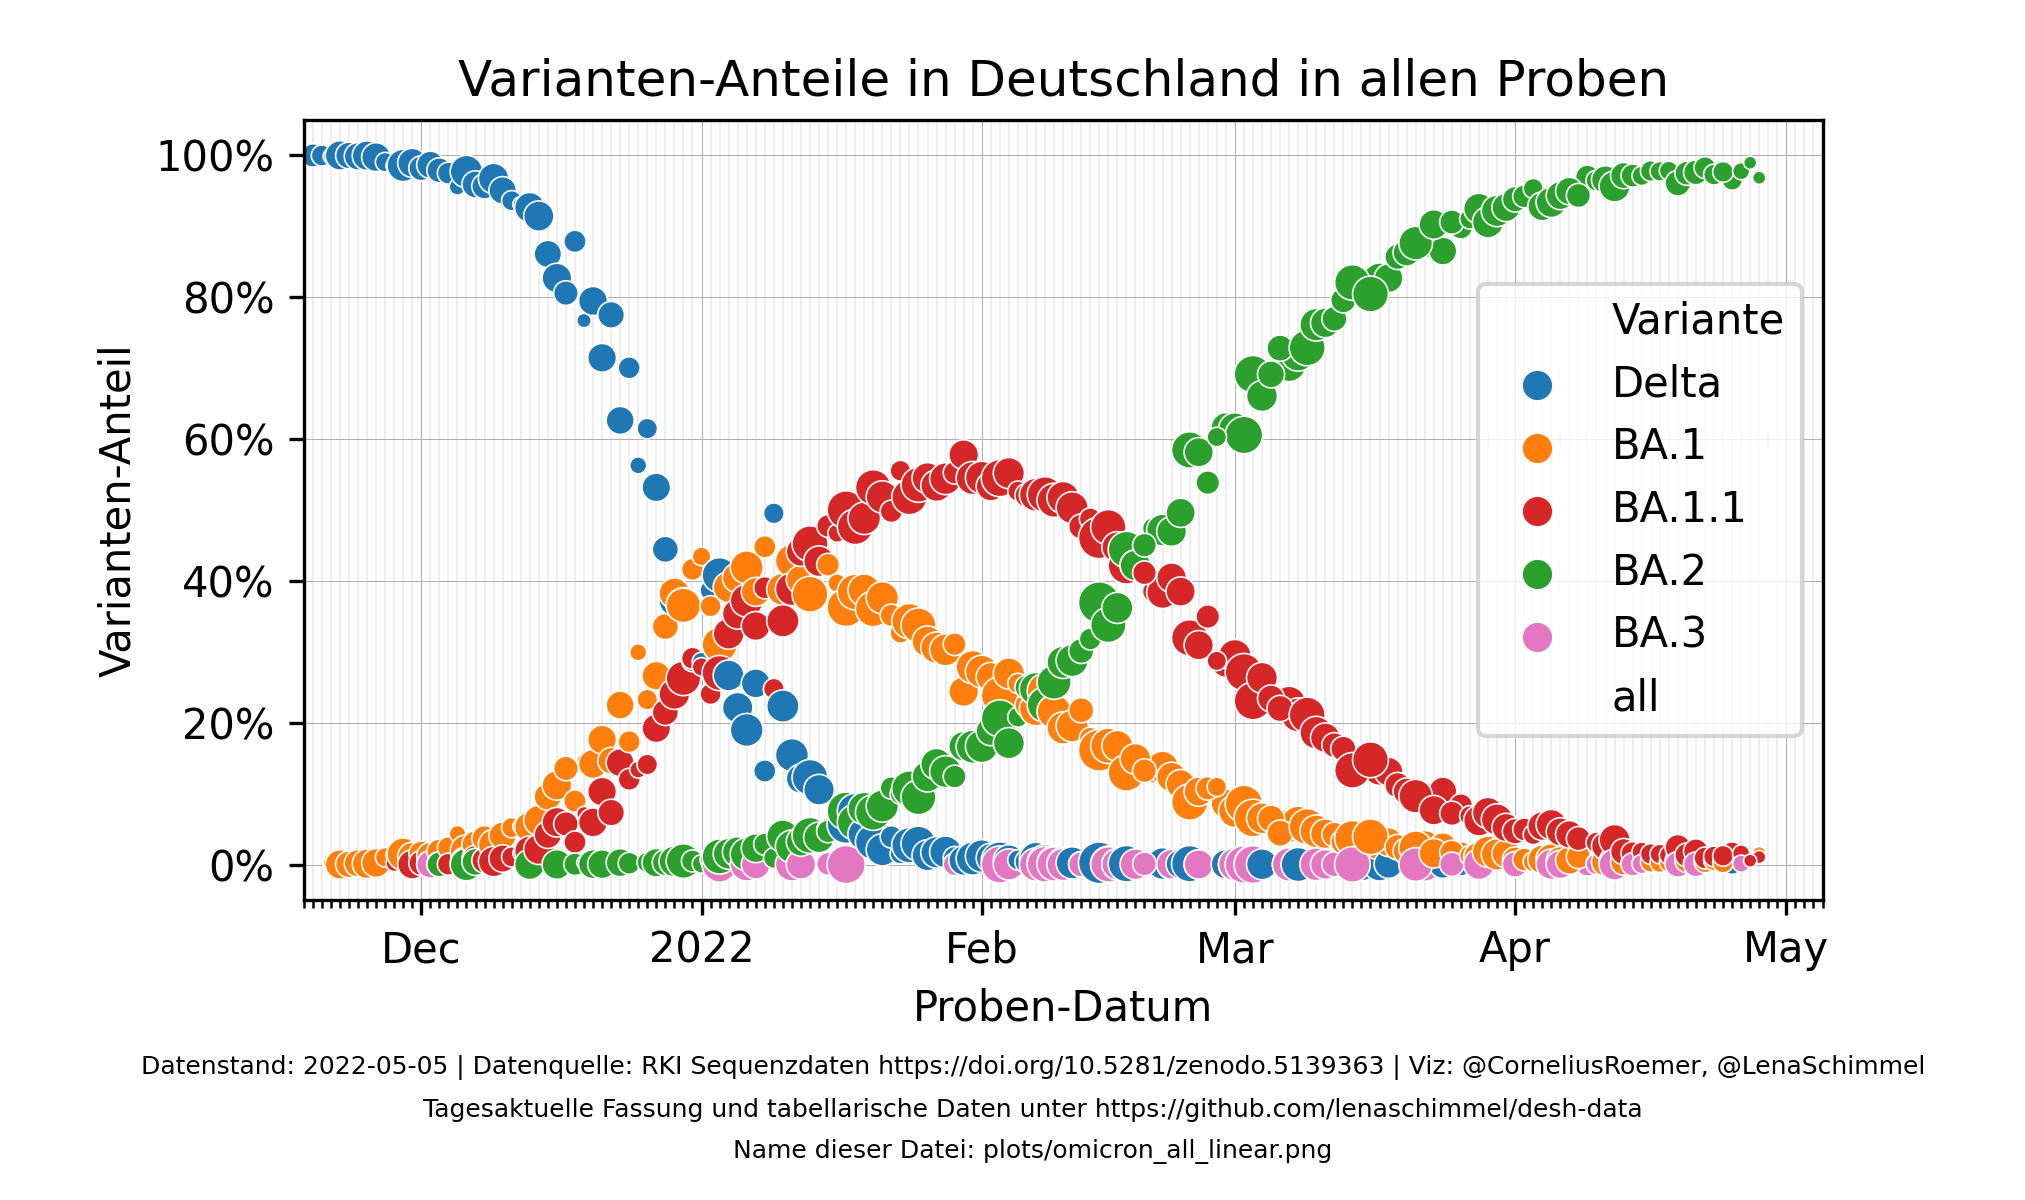 Varianten-Anteile in Deutschland in allen Proben
100%
80%
60%
40%
20%
0%
Varianten-Anteil
Variante
Delta
BA.1
BA.1.1
BA.2
BA.3
all
Dec 2022 Feb Mar Apr May
Proben-Datum
Datenstand: 2022-05-05 | Datenquelle: RKI Sequenzdaten https://doi.org/10.5281/zenodo.5139363 | Viz: @CorneliusRoemer, @LenaSchimmel
Tagesaktuelle Fassung und tabellarische Daten unter https://github.com/lenaschimmel/desh-data
Name dieser Datei: plots/omicron_all_linear.png